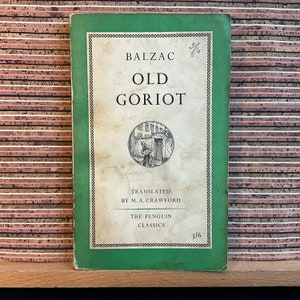 BALZAC
OLD
GORIOT
TRANSLATED
BY M. A. CRAWFORD
THE PENGUIN
CLASSICS
3/6